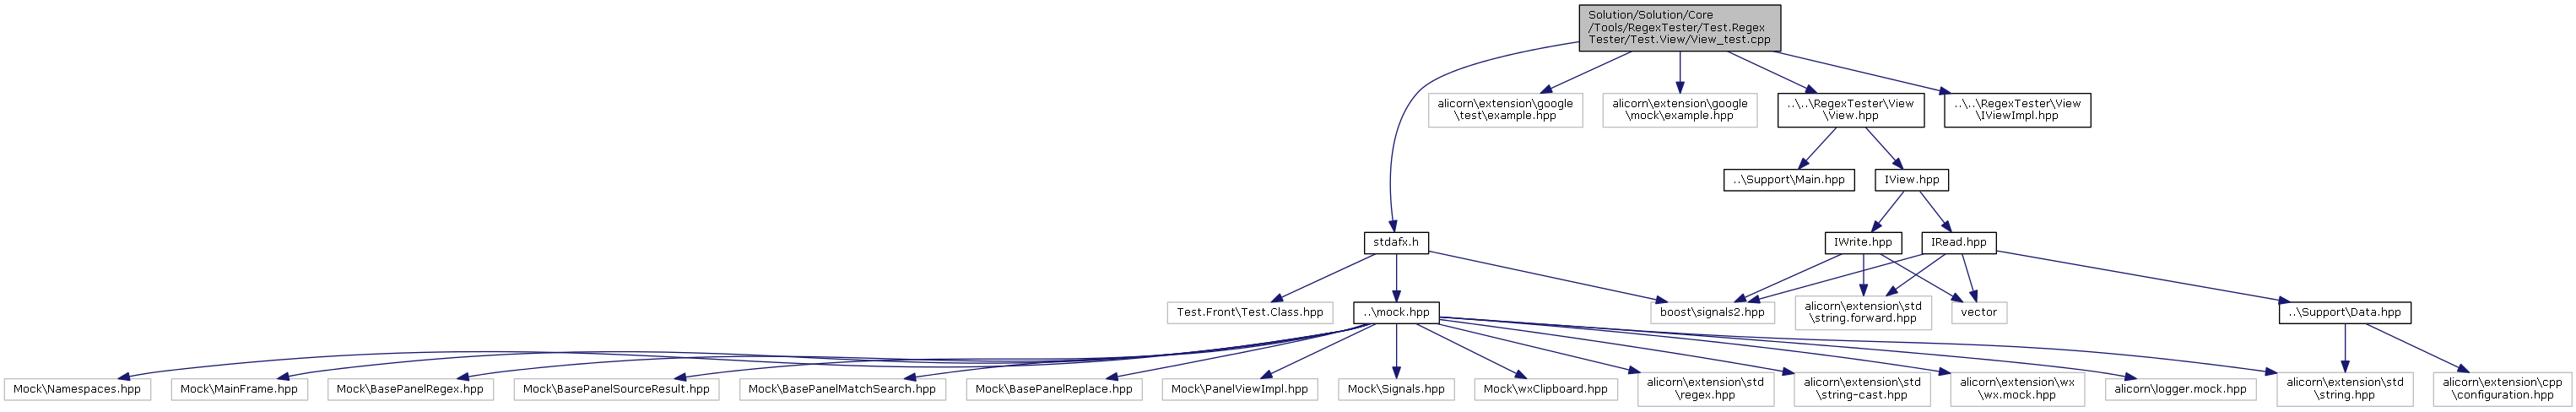 Solution/Solution/Core
/Tools/RegexTester/Test.Regex
Tester/Test.View/View_test.cpp
alicorn\extension\google
\test\example.hpp
alicorn\extension\google
\mock\example.hpp
..\..\RegexTester\View
\View.hpp
..\..\RegexTester\View
\IViewImpl.hpp
..\Support\Main.hpp
IView.hpp
stdafx.h
IWrite.hpp
IRead.hpp
Test.Front\Test.Class.hpp
..\mock.hpp
boost\signals2.hpp
alicorn\extension\std
\string.forward.hpp
vector
..\Support\Data.hpp
Mock\Namespaces.hpp
Mock\MainFrame.hpp
Mock\BasePanelRegex.hpp
Mock\BasePanelSourceResult.hpp
Mock\BasePanelMatchSearch.hpp
Mock\BasePanelReplace.hpp
Mock\PanelViewImpl.hpp
Mock\Signals.hpp
Mock\wxClipboard.hpp
alicorn\extension\std
\regex.hpp
alicorn\extension\std
\string-cast.hpp
alicorn\extension\wx
\wx.mock.hpp
alicorn\logger.mock.hpp
alicorn\extension\std
\string.hpp
alicorn\extension\cpp
\configuration.hpp